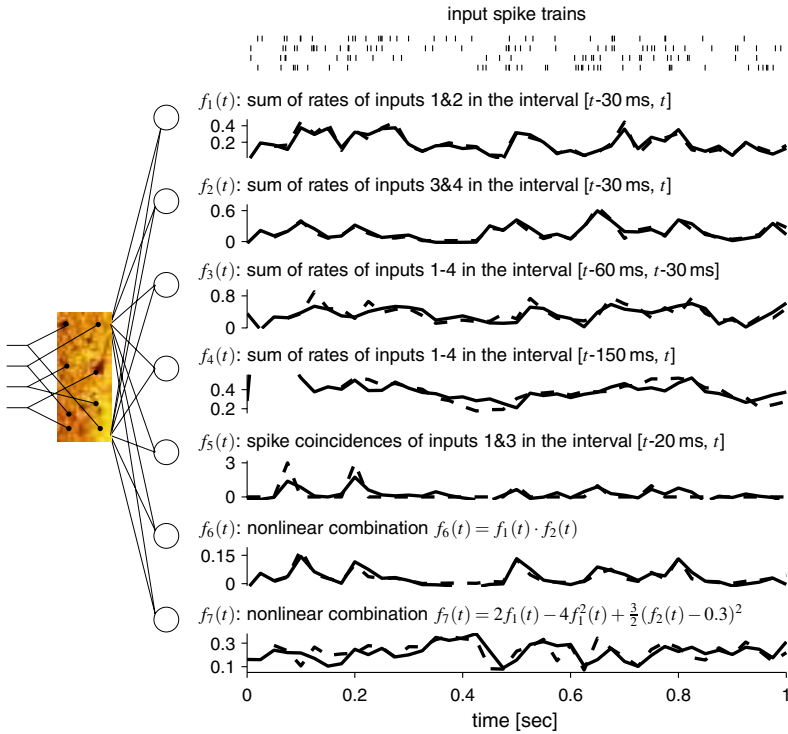 input spike trains
f₁(t): sum of rates of inputs 1&2 in the interval [t-30 ms, t]
0.4
0.2
f₂(t): sum of rates of inputs 3&4 in the interval [t-30 ms, t]
0.6
0
f₃(t): sum of rates of inputs 1-4 in the interval [t-60 ms, t-30 ms]
0.8
0
f₄(t): sum of rates of inputs 1-4 in the interval [t-150 ms, t]
0.4
0.2
f₅(t): spike coincidences of inputs 1&3 in the interval [t-20 ms, t]
3
0
f₆(t): nonlinear combination f₆(t) = f₁(t) · f₂(t)
0.15
0
f₇(t): nonlinear combination f₇(t) = 2f₁(t) − 4f₁²(t) + 3/2 (f₂(t) − 0.3)²
0.3
0.1
0 0.2 0.4 0.6 0.8 1
time [sec]